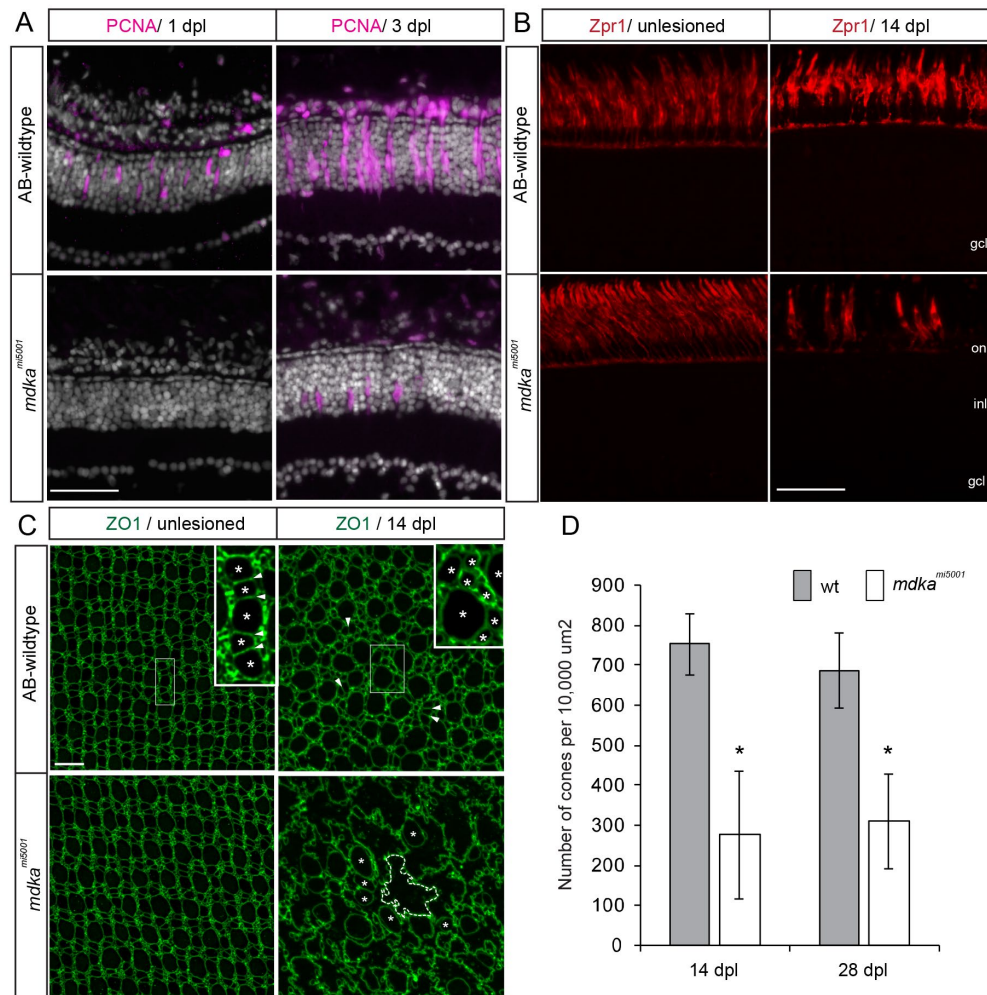 A
PCNA/ 1 dpl
PCNA/ 3 dpl
AB-wildtype
mdka mi5001
B
Zpr1/ unlesioned
Zpr1/ 14 dpl
AB-wildtype
gcl
mdka mi5001
on
inl
gcl
C
ZO1 / unlesioned
ZO1 / 14 dpl
AB-wildtype
* * * * *
* * * * * * *
mdka mi5001
* * * * * *
D
wt
mdka mi5001
Number of cones per 10,000 um2
900
800
700
600
500
400
300
200
100
0
*
*
14 dpl
28 dpl